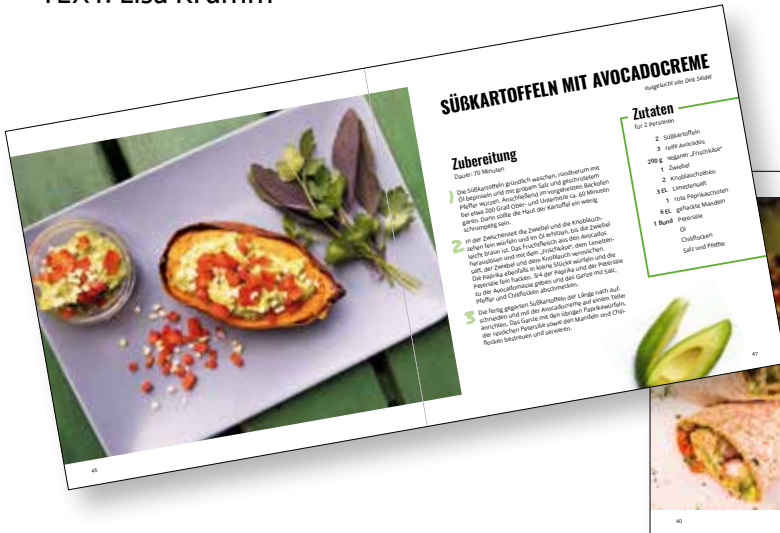 TEXT: Lisa Krumm
SÜßKARTOFFELN MIT AVOCADOCREME
Ausgesucht von Dirk Seidel
Zubereitung
Dauer: 70 Minuten
1 Die Süßkartoffeln gründlich waschen, rundherum mit
Öl bepinseln und mit grobem Salz und geschrotetem
Pfeffer würzen. Anschließend im vorgeheizten Backofen
bei etwa 200 Grad Ober- und Unterhitze ca. 60 Minuten
garen. Dann sollte die Haut der Kartoffel ein wenig
schrumpelig sein.
2 In der Zwischenzeit die Zwiebel und die Knoblauch-
zehen fein würfeln und im Öl erhitzen, bis die Zwiebel
leicht braun ist. Das Fruchtfleisch aus den Avocados
herauslösen und mit dem „Frischkäse“, dem Limetten-
saft, der Zwiebel und dem Knoblauch vermischen.
Die Paprika ebenfalls in kleine Stücke würfeln und die
Petersilie fein hacken. 3/4 der Paprika und der Petersilie
zu der Avocadomasse geben und das Ganze mit Salz,
Pfeffer und Chiliflocken abschmecken.
3 Die fertig gegarten Süßkartoffeln der Länge nach auf-
schneiden und mit der Avocadocreme auf einem Teller
anrichten. Das Ganze mit den übrigen Paprikawürfeln,
der restlichen Petersilie sowie den Mandeln und Chili-
flocken bestreuen und servieren.
Zutaten
für 2 Personen
2 Süßkartoffeln
3 reife Avocados
200 g veganer „Frischkäse“
1 Zwiebel
2 Knoblauchzehen
3 EL Limettensaft
1 rote Paprikaschoten
6 EL gehackte Mandeln
1 Bund Petersilie
Öl
Chiliflocken
Salz und Pfeffer
46
47
40